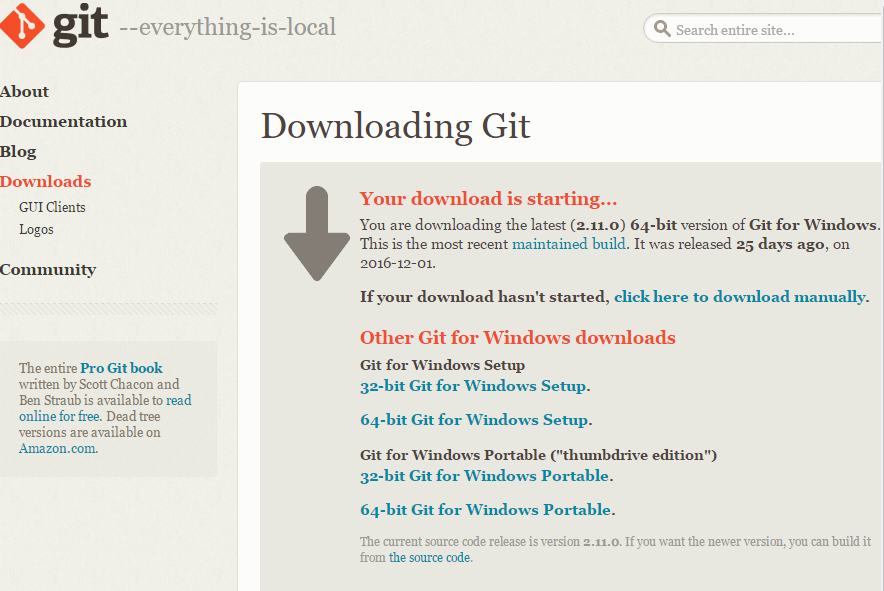 git --everything-is-local
Search entire site...
About
Documentation
Blog
Downloads
GUI Clients
Logos
Community
The entire Pro Git book
written by Scott Chacon and
Ben Straub is available to read
online for free. Dead tree
versions are available on
Amazon.com.
Downloading Git
Your download is starting...
You are downloading the latest (2.11.0) 64-bit version of Git for Windows.
This is the most recent maintained build. It was released 25 days ago, on
2016-12-01.
If your download hasn't started, click here to download manually.
Other Git for Windows downloads
Git for Windows Setup
32-bit Git for Windows Setup.
64-bit Git for Windows Setup.
Git for Windows Portable ("thumbdrive edition")
32-bit Git for Windows Portable.
64-bit Git for Windows Portable.
The current source code release is version 2.11.0. If you want the newer version, you can build it
from the source code.